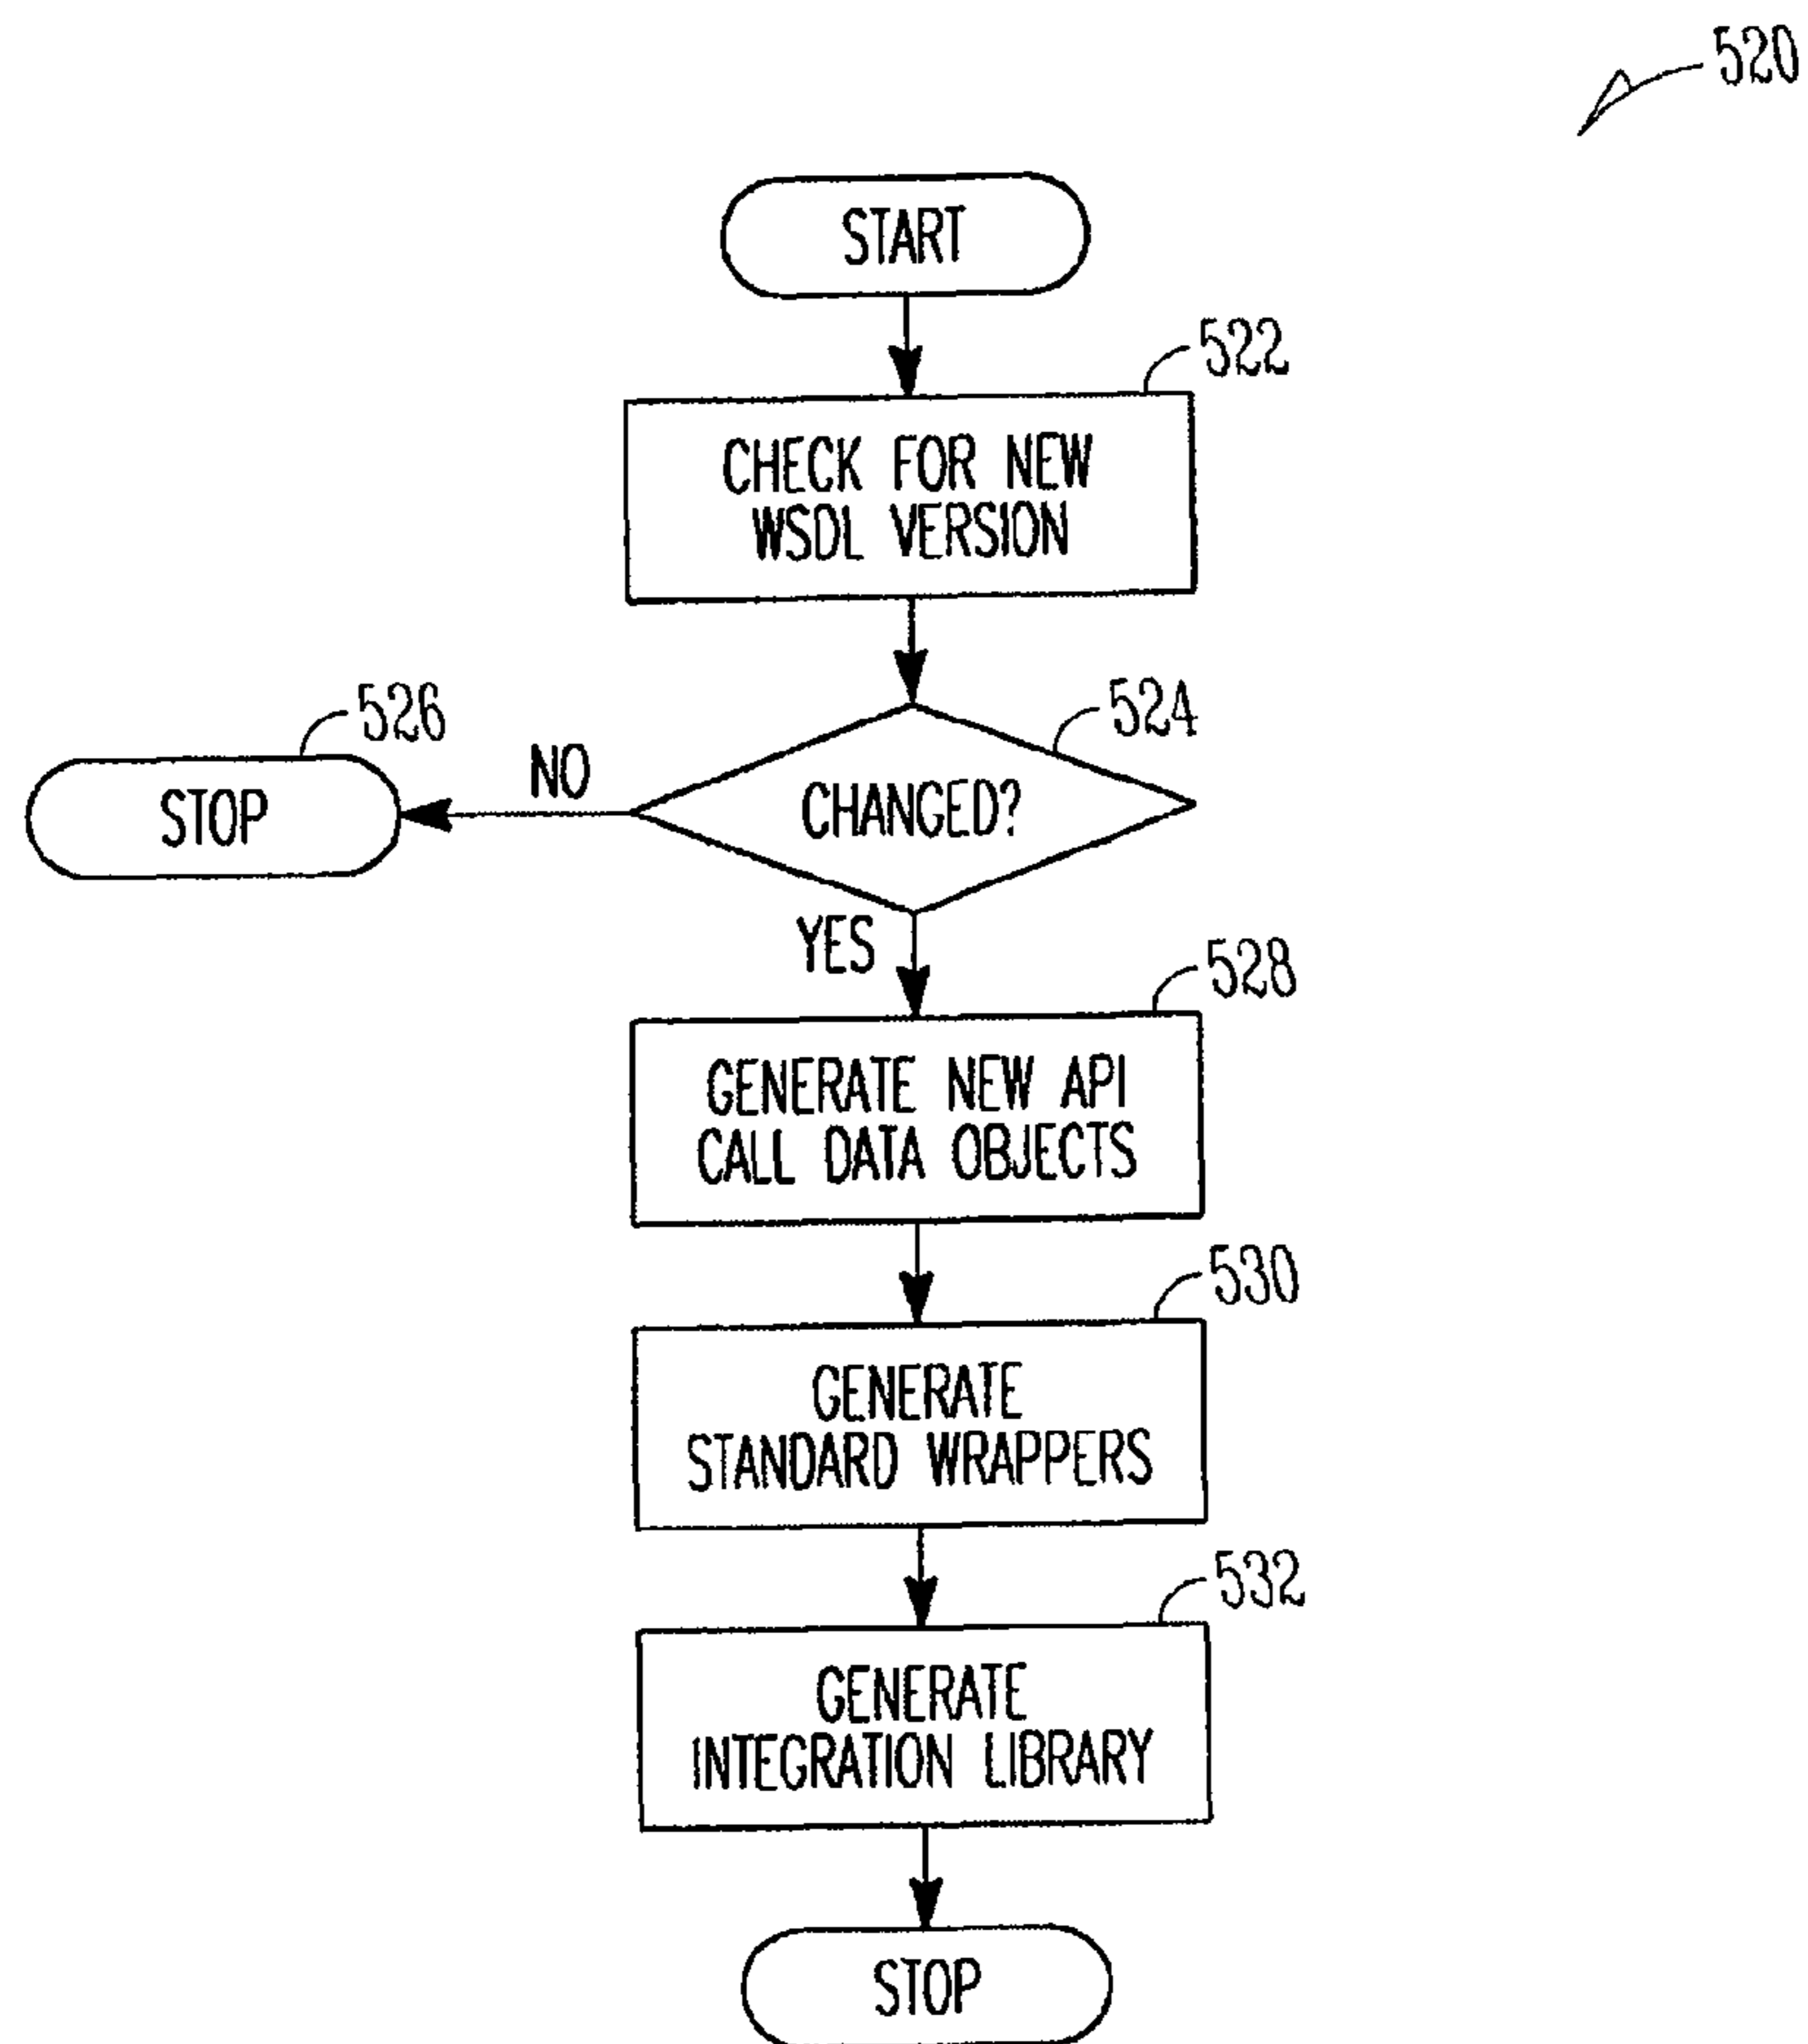 520
START
522
CHECK FOR NEW
WSDL VERSION
524
CHANGED?
526
NO
STOP
YES
528
GENERATE NEW API
CALL DATA OBJECTS
530
GENERATE
STANDARD WRAPPERS
532
GENERATE
INTEGRATION LIBRARY
STOP